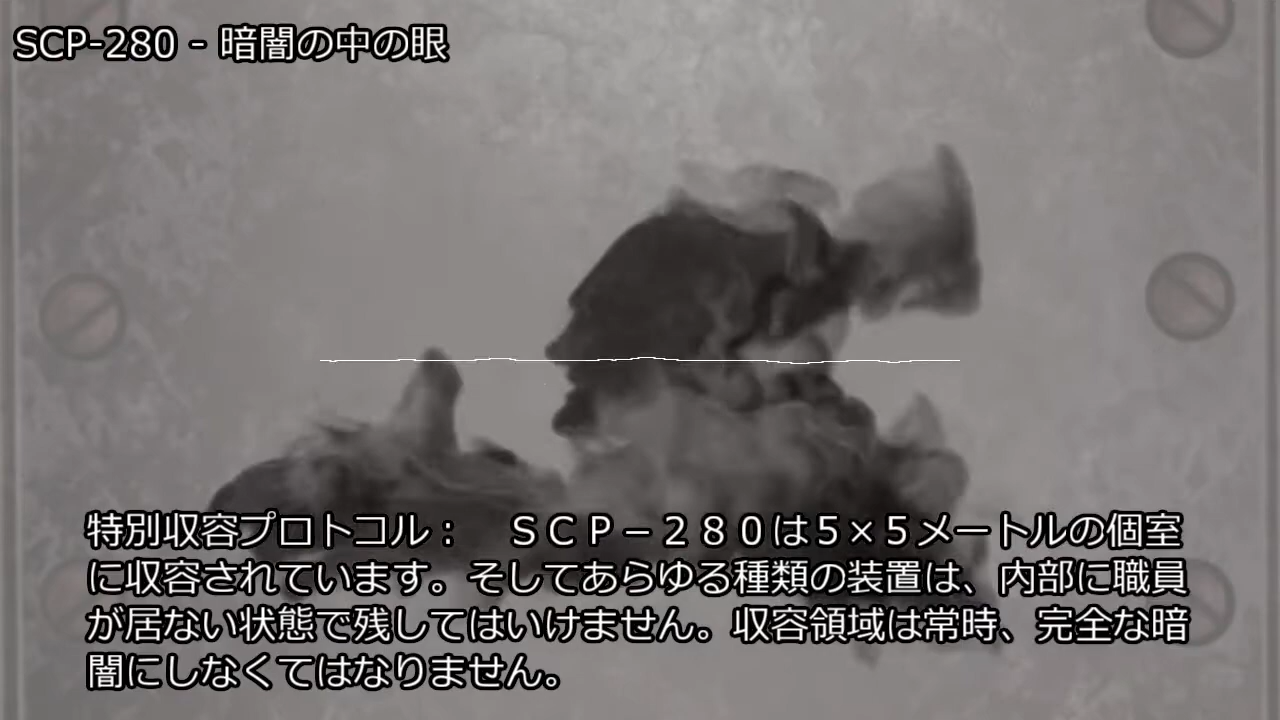 SCP-280 - 暗闇の中の眼
特別収容プロトコル：　ＳＣＰ－２８０は５×５メートルの個室
に収容されています。そしてあらゆる種類の装置は、内部に職員
が居ない状態で残してはいけません。収容領域は常時、完全な暗
闇にしなくてはなりません。